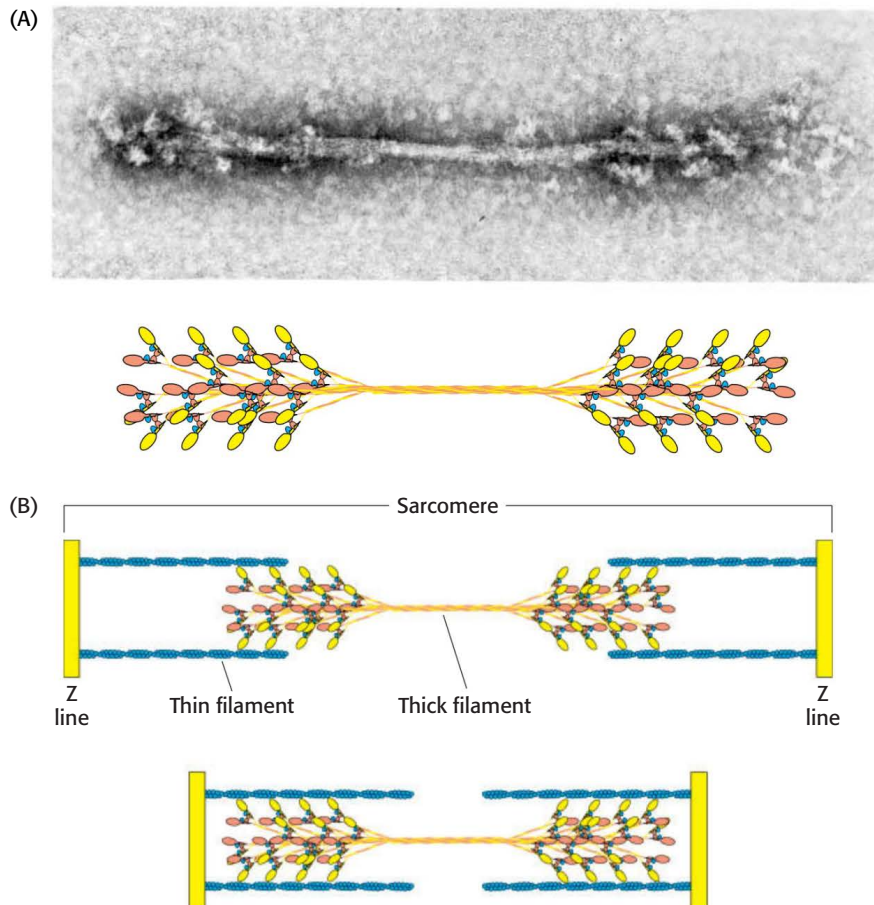 (A)
(B)
Sarcomere
Z
line
Thin filament
Thick filament
Z
line